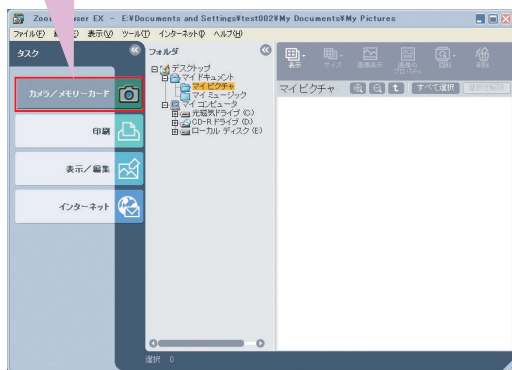 Zoo ser EX - E:¥Documents and Settings¥test002¥My Documents¥My Pictures
ファイル(F) 表示(V) ツール(T) インターネット(I) ヘルプ(H)
タスク
カメラ／メモリーカード
印刷
表示／編集
インターネット
フォルダ
デスクトップ
マイ ドキュメント
マイ ピクチャ
マイ ミュージック
マイ コンピュータ
光磁気ドライブ (C)
CD-R ドライブ (D)
ローカル ディスク (E)
表示 サイズ 画像表示 画像のプロパティ 回転 削除
マイ ピクチャ すべて選択 選択を解除
選択 0